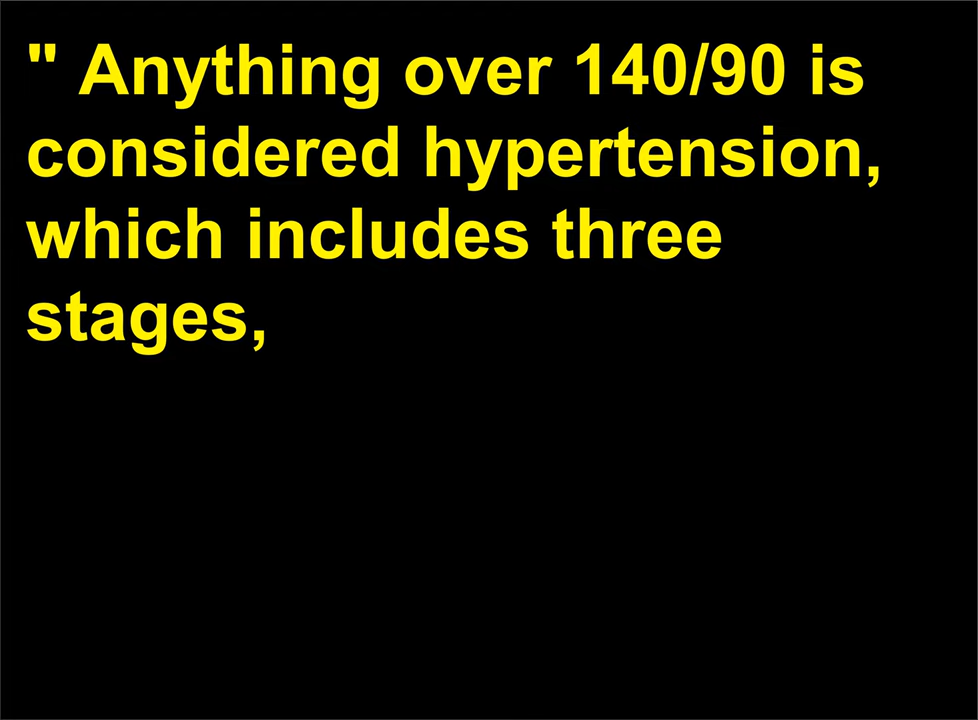 " Anything over 140/90 is
considered hypertension,
which includes three
stages,